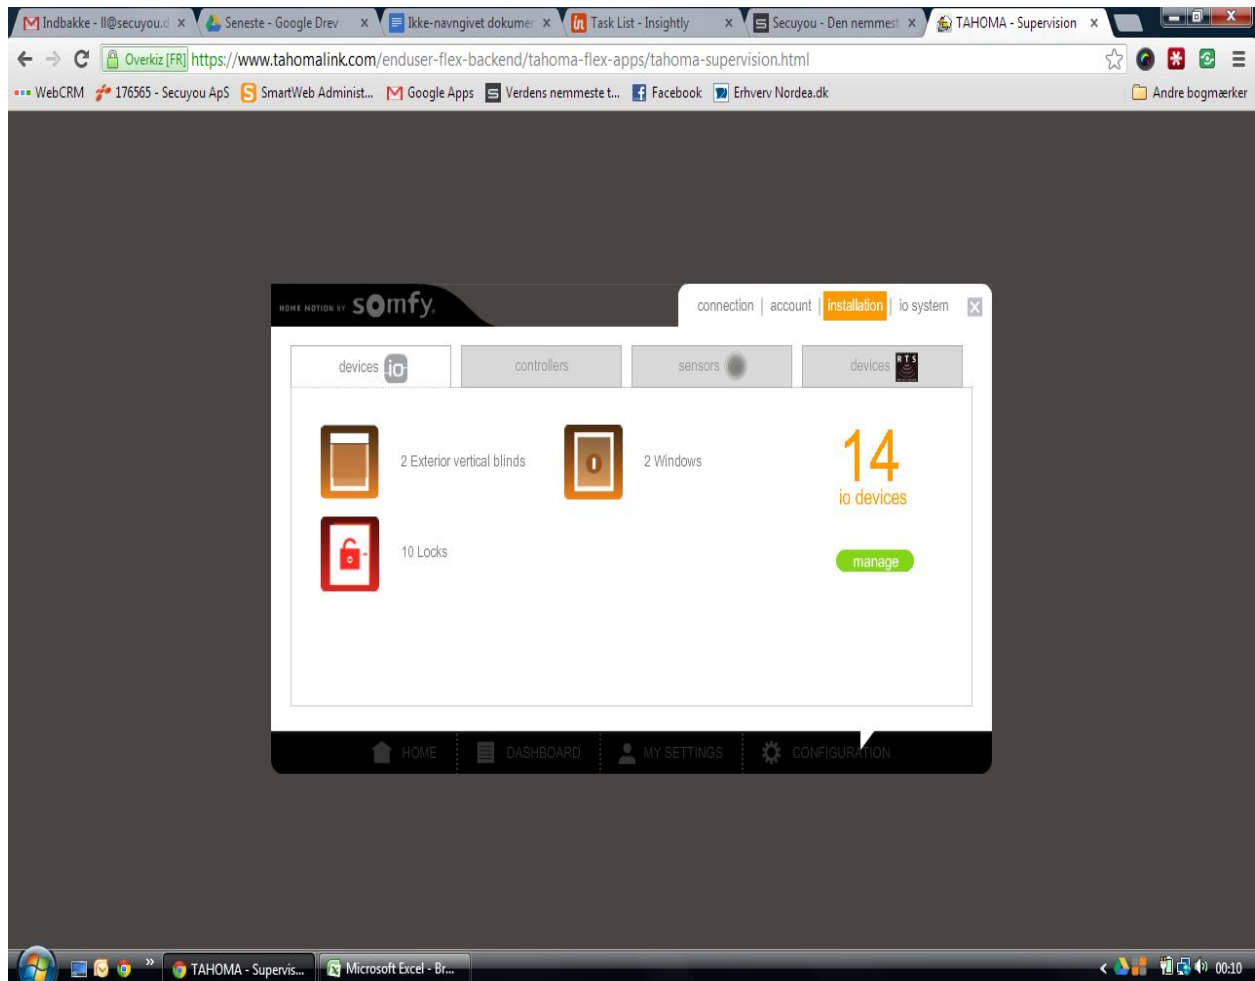 Indbakke - ll@secuyou.d
Seneste - Google Drev
Ikke-navngivet dokumen
Task List - Insightly
Secuyou - Den nemmest
TAHOMA - Supervision
Overkiz [FR] https://www.tahomalink.com/enduser-flex-backend/tahoma-flex-apps/tahoma-supervision.html
WebCRM 176565 - Secuyou ApS SmartWeb Administ... Google Apps Verdens nemmeste t... Facebook Erhverv Nordea.dk Andre bogmærker
HOME MOTION BY somfy.
connection | account | installation | io system
devices io
controllers
sensors
devices RTS
2 Exterior vertical blinds
2 Windows
14
io devices
10 Locks
manage
HOME
DASHBOARD
MY SETTINGS
CONFIGURATION
TAHOMA - Supervis...
Microsoft Excel - Br...
00:10